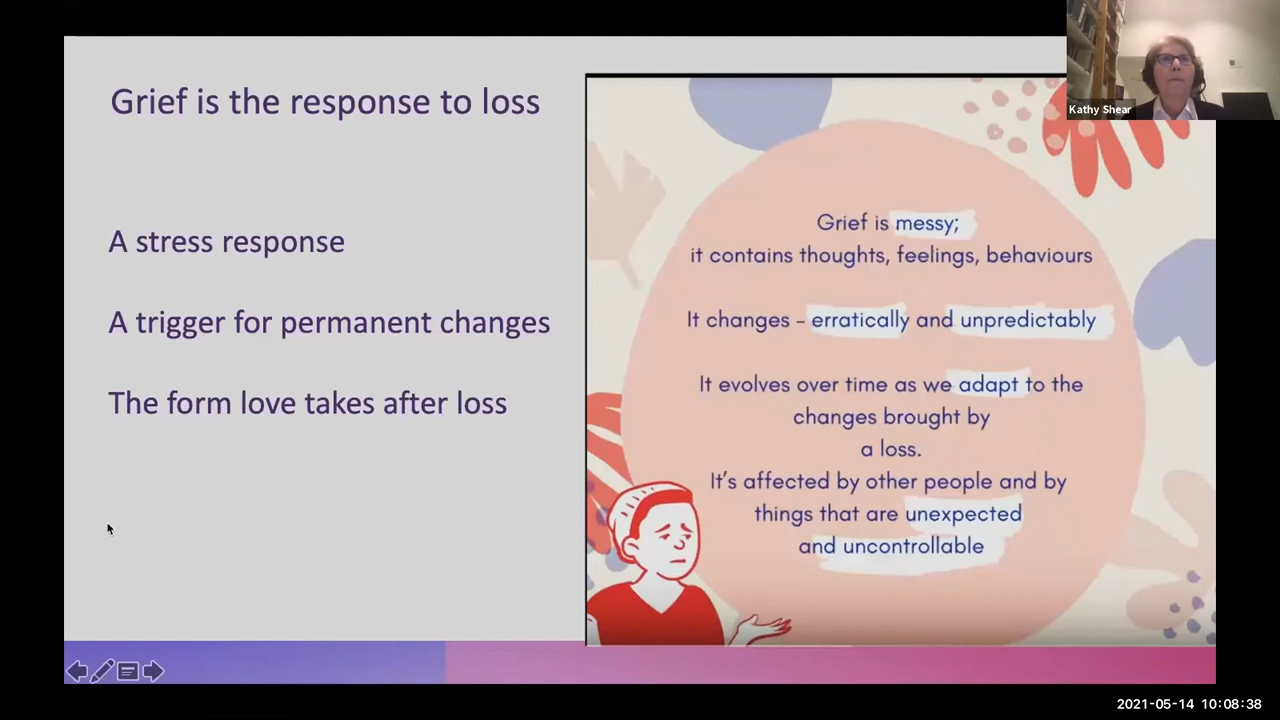 Grief is the response to loss
A stress response
A trigger for permanent changes
The form love takes after loss
Grief is messy;
it contains thoughts, feelings, behaviours
It changes - erratically and unpredictably
It evolves over time as we adapt to the
changes brought by
a loss.
It's affected by other people and by
things that are unexpected
and uncontrollable
Kathy Shear
2021-05-14 10:08:38